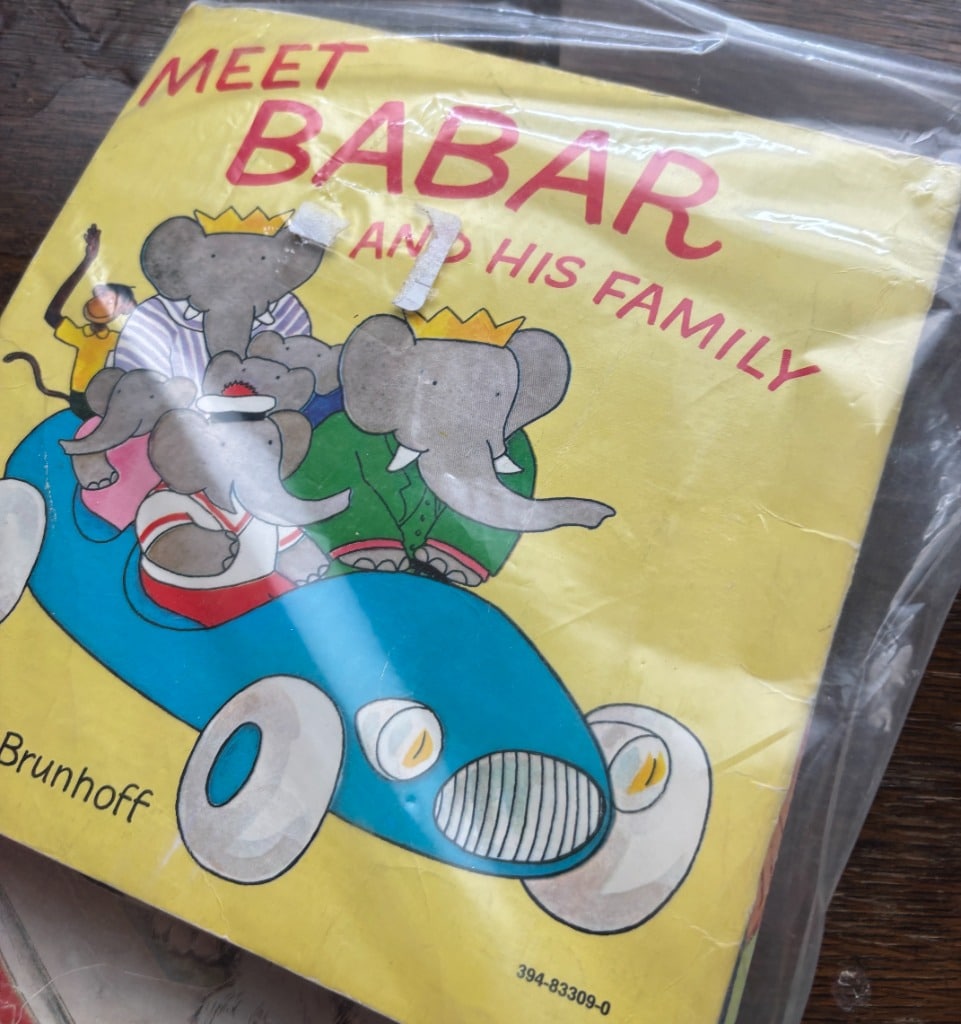 MEET
BABAR
AND HIS FAMILY
Brunhoff
394-83309-0